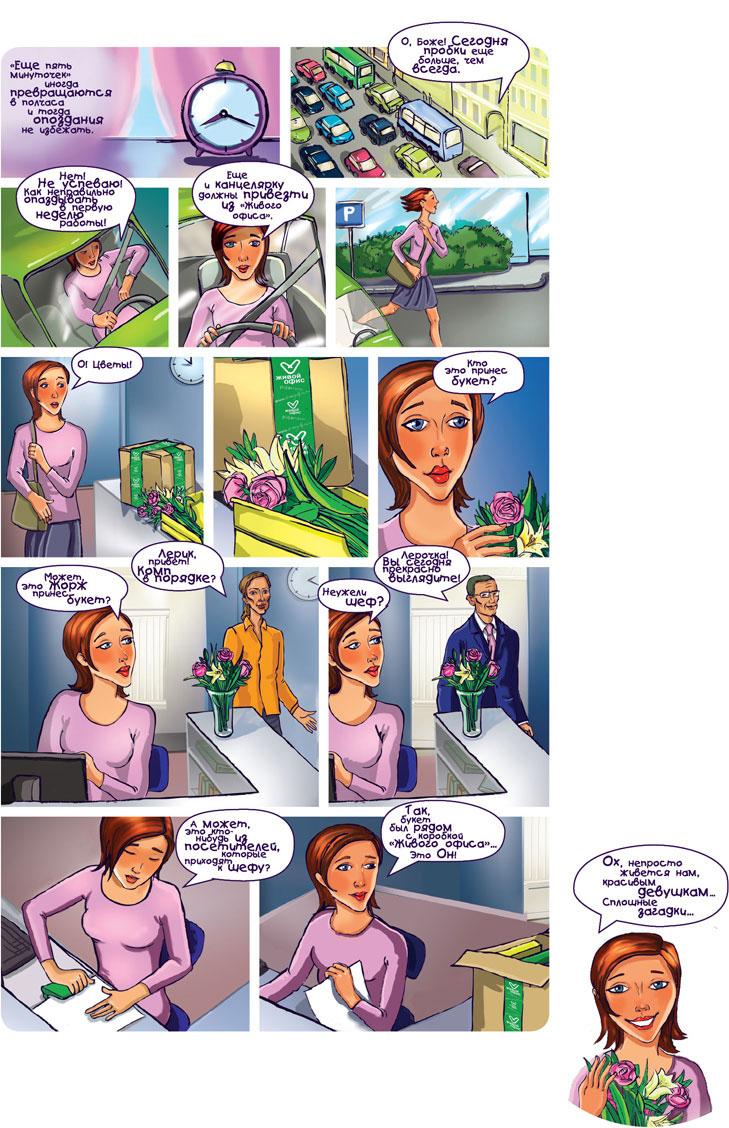 «Еще пять
минуточек»
иногда
превращаются
в полчаса
и тогда
опоздания
не избежать.
О, Боже! Сегодня
пробки еще
больше, чем
всегда.
Нет!
Не успеваю!
Как неправильно
опаздывать
в первую
неделю
работы!
Еще
и канцелярку
должны привезти
из «Живого
офиса».
P
О! Цветы!
живой
офис
живой
офис
Кто
это принес
букет?
Может,
это Жорж
принес
букет?
Лерик,
привет!
Комп
в порядке?
Неужели
шеф?
Лерочка!
Вы сегодня
прекрасно
выглядите!
А может,
это кто-
нибудь из
посетителей,
которые
приходят
к шефу?
Так,
букет
был рядом
с коробкой
«Живого офиса»...
Это Он!
Ох, непросто
живется нам,
красивым
девушкам...
Сплошные
загадки...